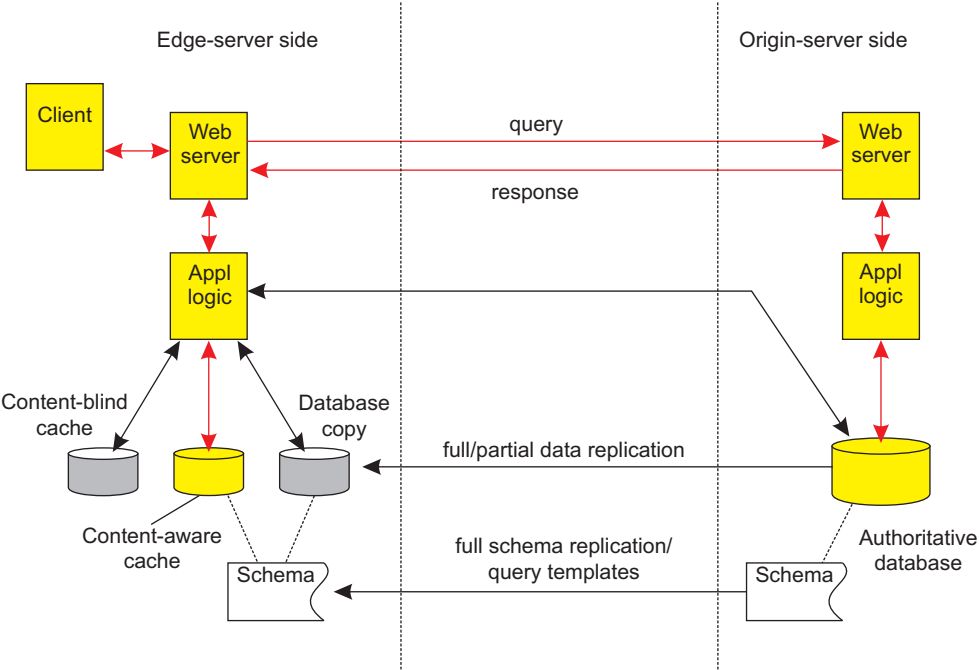 Edge-server side
Origin-server side
Client
Web
server
query
response
Web
server
Appl
logic
Appl
logic
Content-blind
cache
Database
copy
full/partial data replication
Content-aware
cache
full schema replication/
query templates
Authoritative
database
Schema
Schema